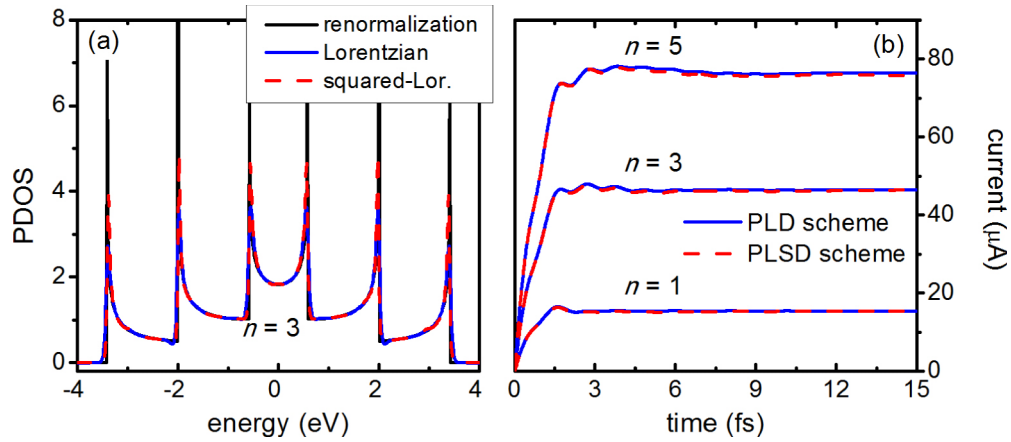 (a)
renormalization
Lorentzian
squared-Lor.
8
6
4
2
0
PDOS
n = 3
-4
-2
0
2
4
energy (eV)
(b)
n = 5
n = 3
PLD scheme
PLSD scheme
n = 1
80
60
40
20
0
current (μA)
0
3
6
9
12
15
time (fs)